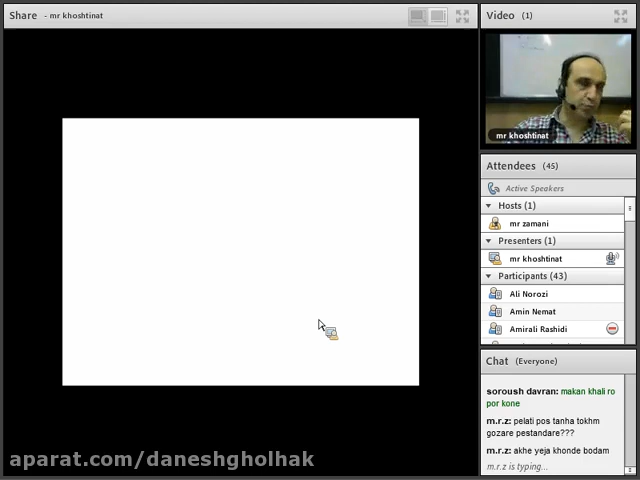 Share - mr khoshtinat
Video (1)
mr khoshtinat
Attendees (45)
Active Speakers
Hosts (1)
mr zamani
Presenters (1)
mr khoshtinat
Participants (43)
Ali Norozi
Amin Nemat
Amirali Rashidi
Chat (Everyone)
soroush davran: makan khali ro
por kone
m.r.z: pelati pos tanha tokhm
gozare pestandare???
m.r.z: akhe yeja khonde bodam
m.r.z is typing...
aparat.com/daneshgholhak